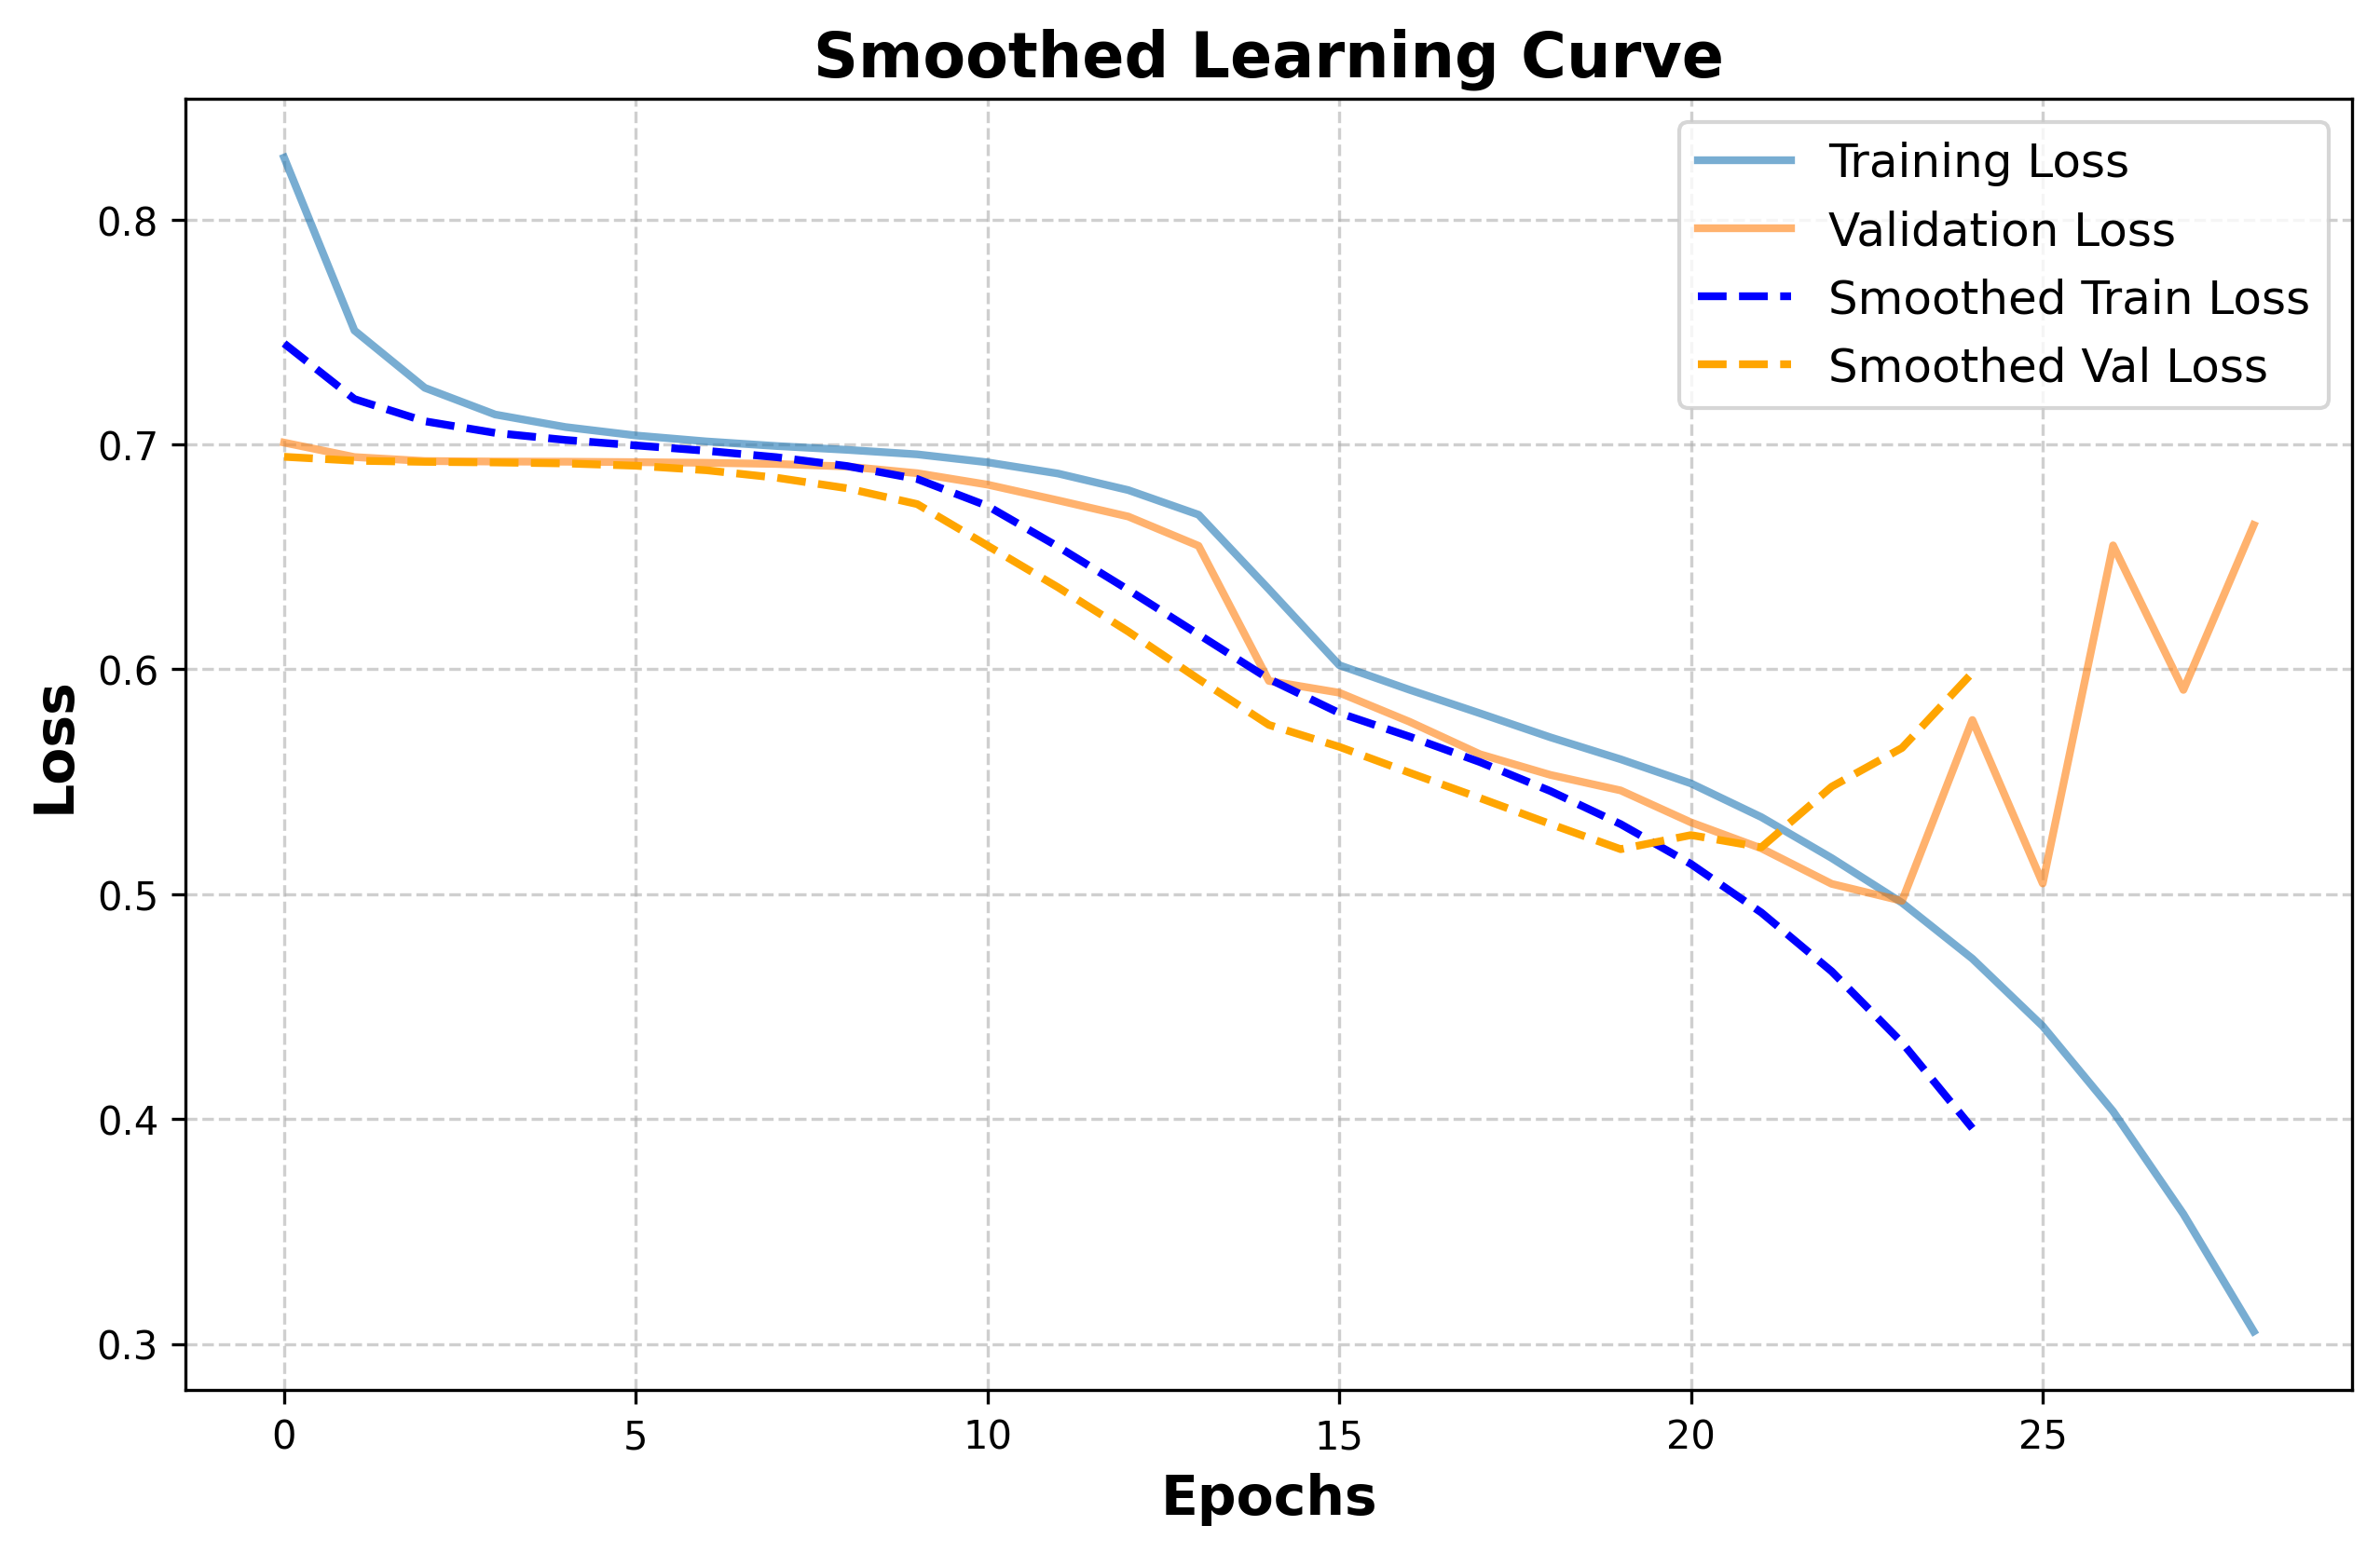 Smoothed Learning Curve
Training Loss
Validation Loss
Smoothed Train Loss
Smoothed Val Loss
0.8
0.7
0.6
0.5
0.4
0.3
Loss
0 5 10 15 20 25
Epochs